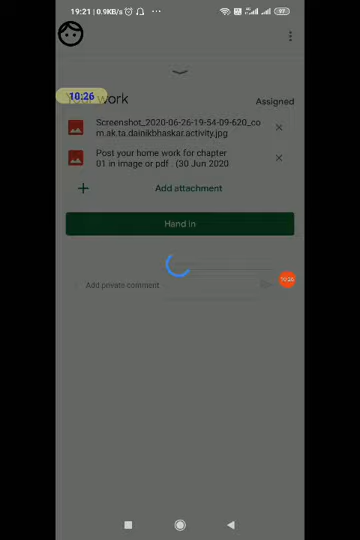 19:21 | 0.9KB/s
97
Your work
10:26
Assigned
Screenshot_2020-06-26-19-54-09-620_co
m.ak.ta.dainikbhaskar.activity.jpg
Post your home work for chapter
01 in image or pdf . (30 Jun 2020
Add attachment
Hand in
Add private comment